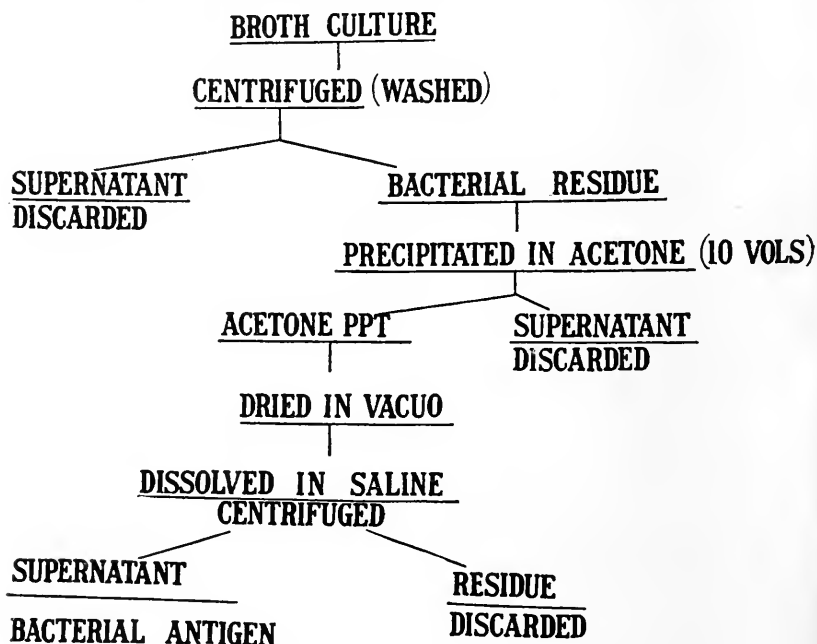 BROTH CULTURE
CENTRIFUGED (WASHED)
SUPERNATANT
DISCARDED
BACTERIAL RESIDUE
PRECIPITATED IN ACETONE (10 VOLS)
ACETONE PPT
SUPERNATANT
DISCARDED
DRIED IN VACUO
DISSOLVED IN SALINE
CENTRIFUGED
SUPERNATANT
BACTERIAL ANTIGEN
RESIDUE
DISCARDED